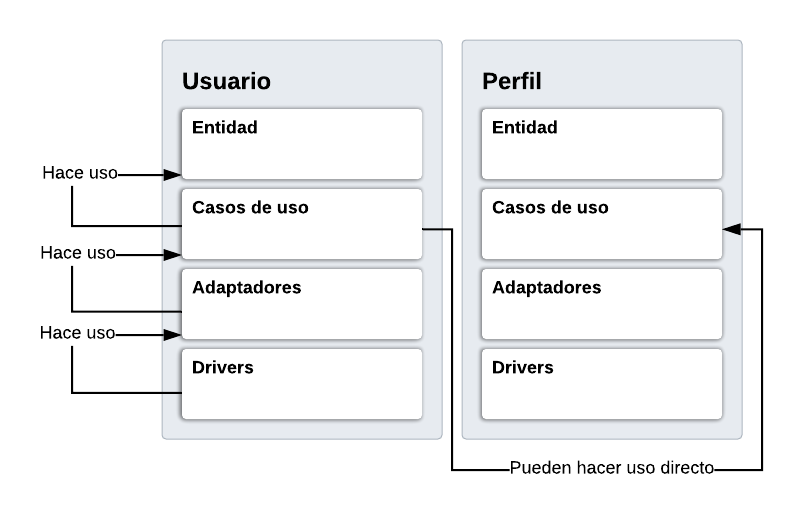 Usuario
Entidad
Hace uso
Casos de uso
Hace uso
Adaptadores
Hace uso
Drivers
Perfil
Entidad
Casos de uso
Adaptadores
Drivers
Pueden hacer uso directo